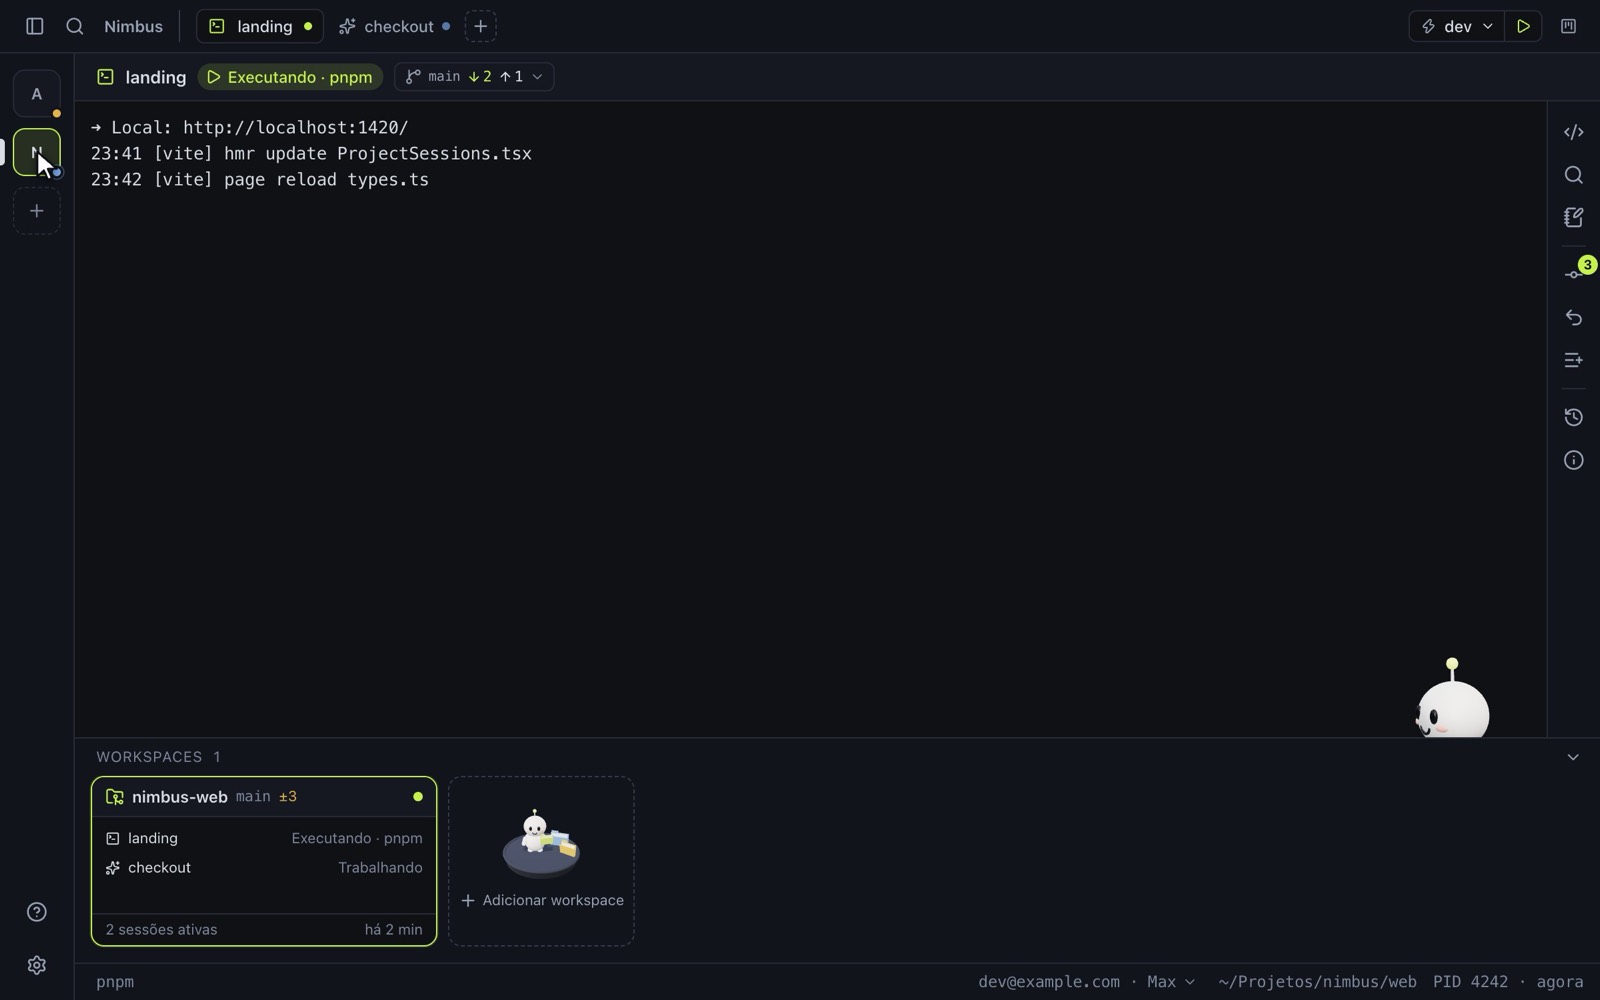 Nimbus
landing
checkout
dev
A
N
landing
Executando · pnpm
main ↓2 ↑1
→ Local: http://localhost:1420/
23:41 [vite] hmr update ProjectSessions.tsx
23:42 [vite] page reload types.ts
3
WORKSPACES 1
nimbus-web main ±3
landing Executando · pnpm
checkout Trabalhando
2 sessões ativas há 2 min
+ Adicionar workspace
pnpm
dev@example.com · Max ~/Projetos/nimbus/web PID 4242 · agora